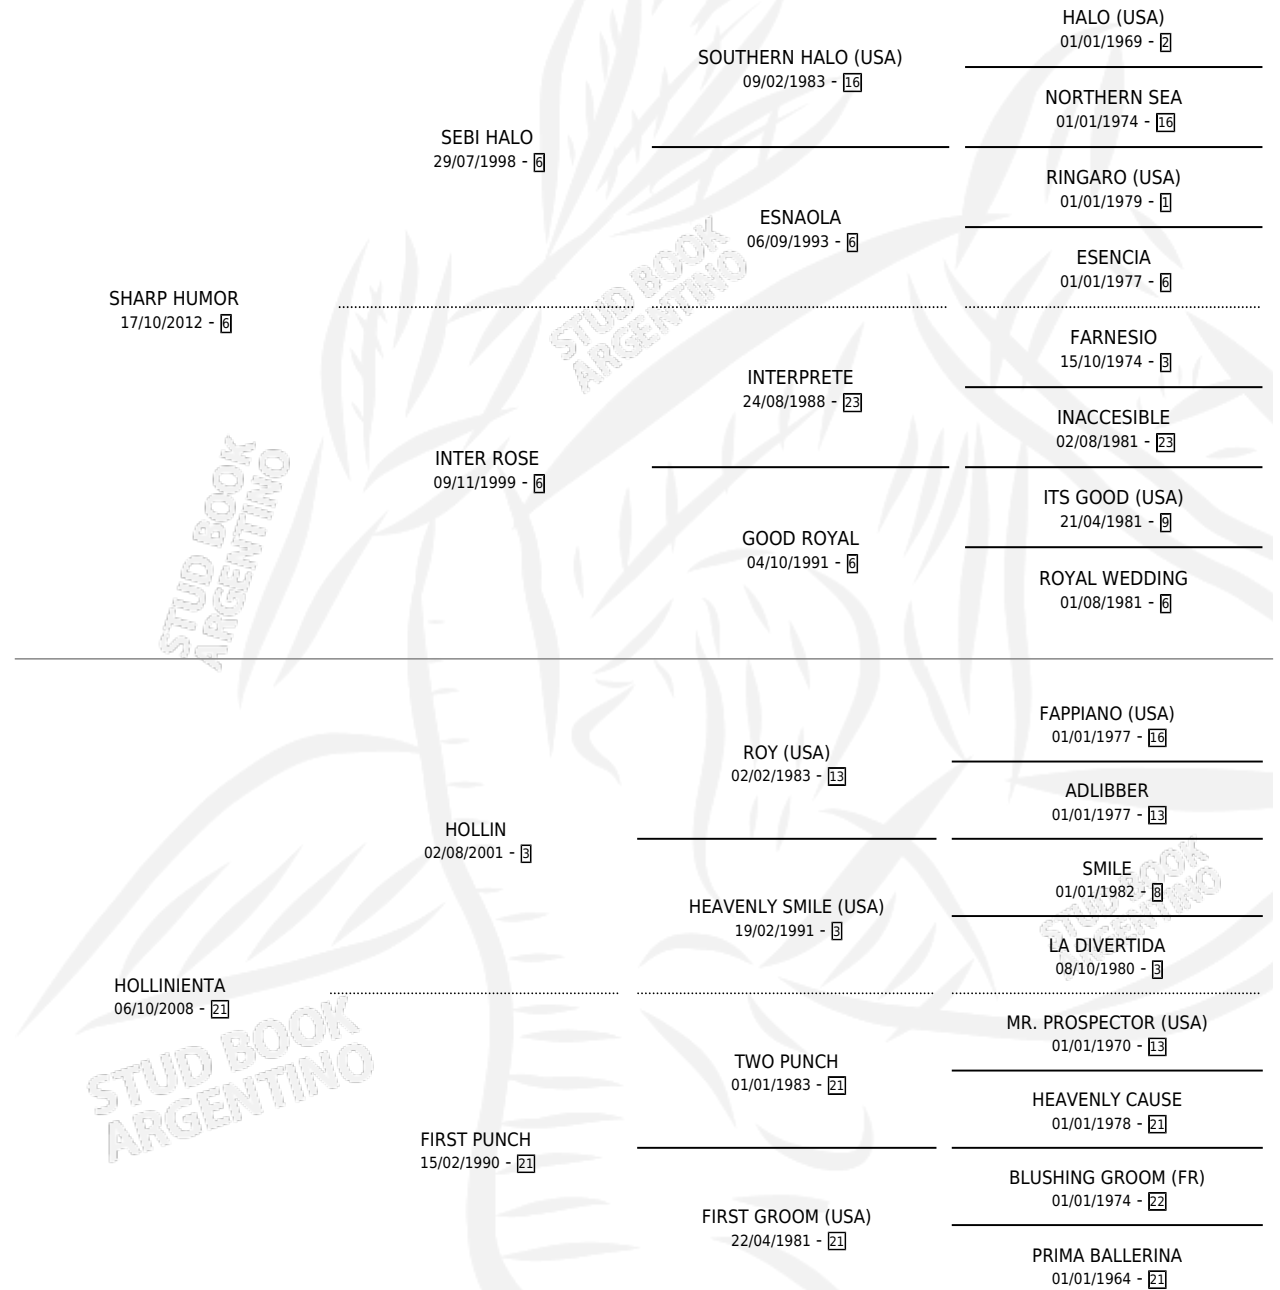 HALO (USA)
01/01/1969 - 2
SOUTHERN HALO (USA)
09/02/1983 - 16
NORTHERN SEA
01/01/1974 - 16
SEBI HALO
29/07/1998 - 6
RINGARO (USA)
01/01/1979 - 1
ESNAOLA
06/09/1993 - 6
ESENCIA
01/01/1977 - 6
SHARP HUMOR
17/10/2012 - 6
STUD BOOK
ARGENTINO
FARNESIO
15/10/1974 - 3
INTERPRETE
24/08/1988 - 23
INACCESIBLE
02/08/1981 - 23
INTER ROSE
09/11/1999 - 6
ITS GOOD (USA)
21/04/1981 - 9
GOOD ROYAL
04/10/1991 - 6
ROYAL WEDDING
01/08/1981 - 6
STUD BOOK
ARGENTINO
FAPPIANO (USA)
01/01/1977 - 16
ROY (USA)
02/02/1983 - 13
ADLIBBER
01/01/1977 - 13
HOLLIN
02/08/2001 - 3
SMILE
01/01/1982 - 8
HEAVENLY SMILE (USA)
19/02/1991 - 3
STUD BOOK
ARGENTINO
LA DIVERTIDA
08/10/1980 - 3
HOLLINIENTA
06/10/2008 - 21
STUD BOOK
ARGENTINO
MR. PROSPECTOR (USA)
01/01/1970 - 13
TWO PUNCH
01/01/1983 - 21
HEAVENLY CAUSE
01/01/1978 - 21
FIRST PUNCH
15/02/1990 - 21
BLUSHING GROOM (FR)
01/01/1974 - 22
FIRST GROOM (USA)
22/04/1981 - 21
PRIMA BALLERINA
01/01/1964 - 21